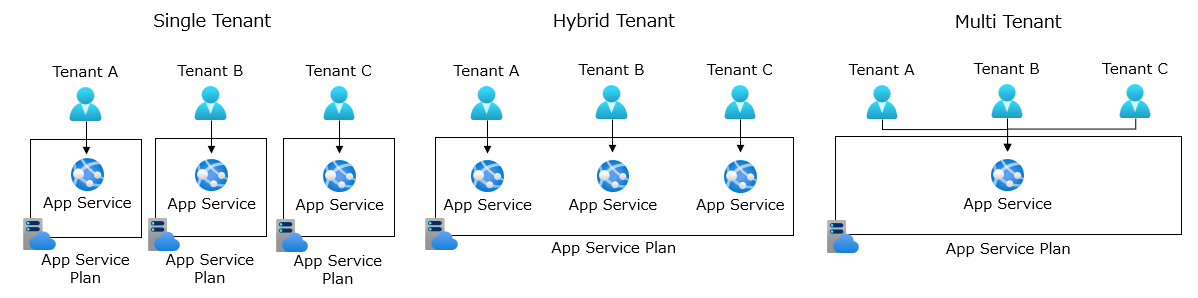 Single Tenant
Tenant A
Tenant B
Tenant C
App Service
App Service
App Service
App Service
Plan
App Service
Plan
App Service
Plan
Hybrid Tenant
Tenant A
Tenant B
Tenant C
App Service
App Service
App Service
App Service Plan
Multi Tenant
Tenant A
Tenant B
Tenant C
App Service
App Service Plan